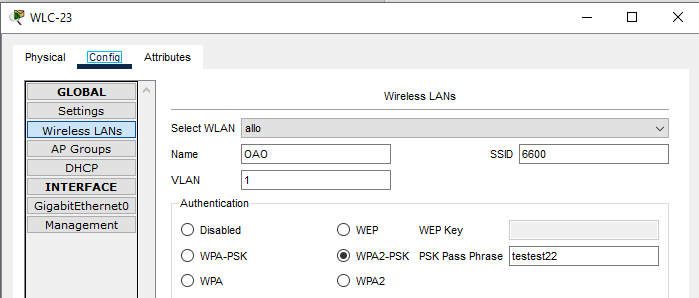 WLC-23
Physical Config Attributes
GLOBAL
Settings
Wireless LANs
AP Groups
DHCP
INTERFACE
GigabitEthernet0
Management
Wireless LANs
Select WLAN allo
Name OAO SSID 6600
VLAN 1
Authentication
Disabled WEP WEP Key
WPA-PSK WPA2-PSK PSK Pass Phrase testest22
WPA WPA2